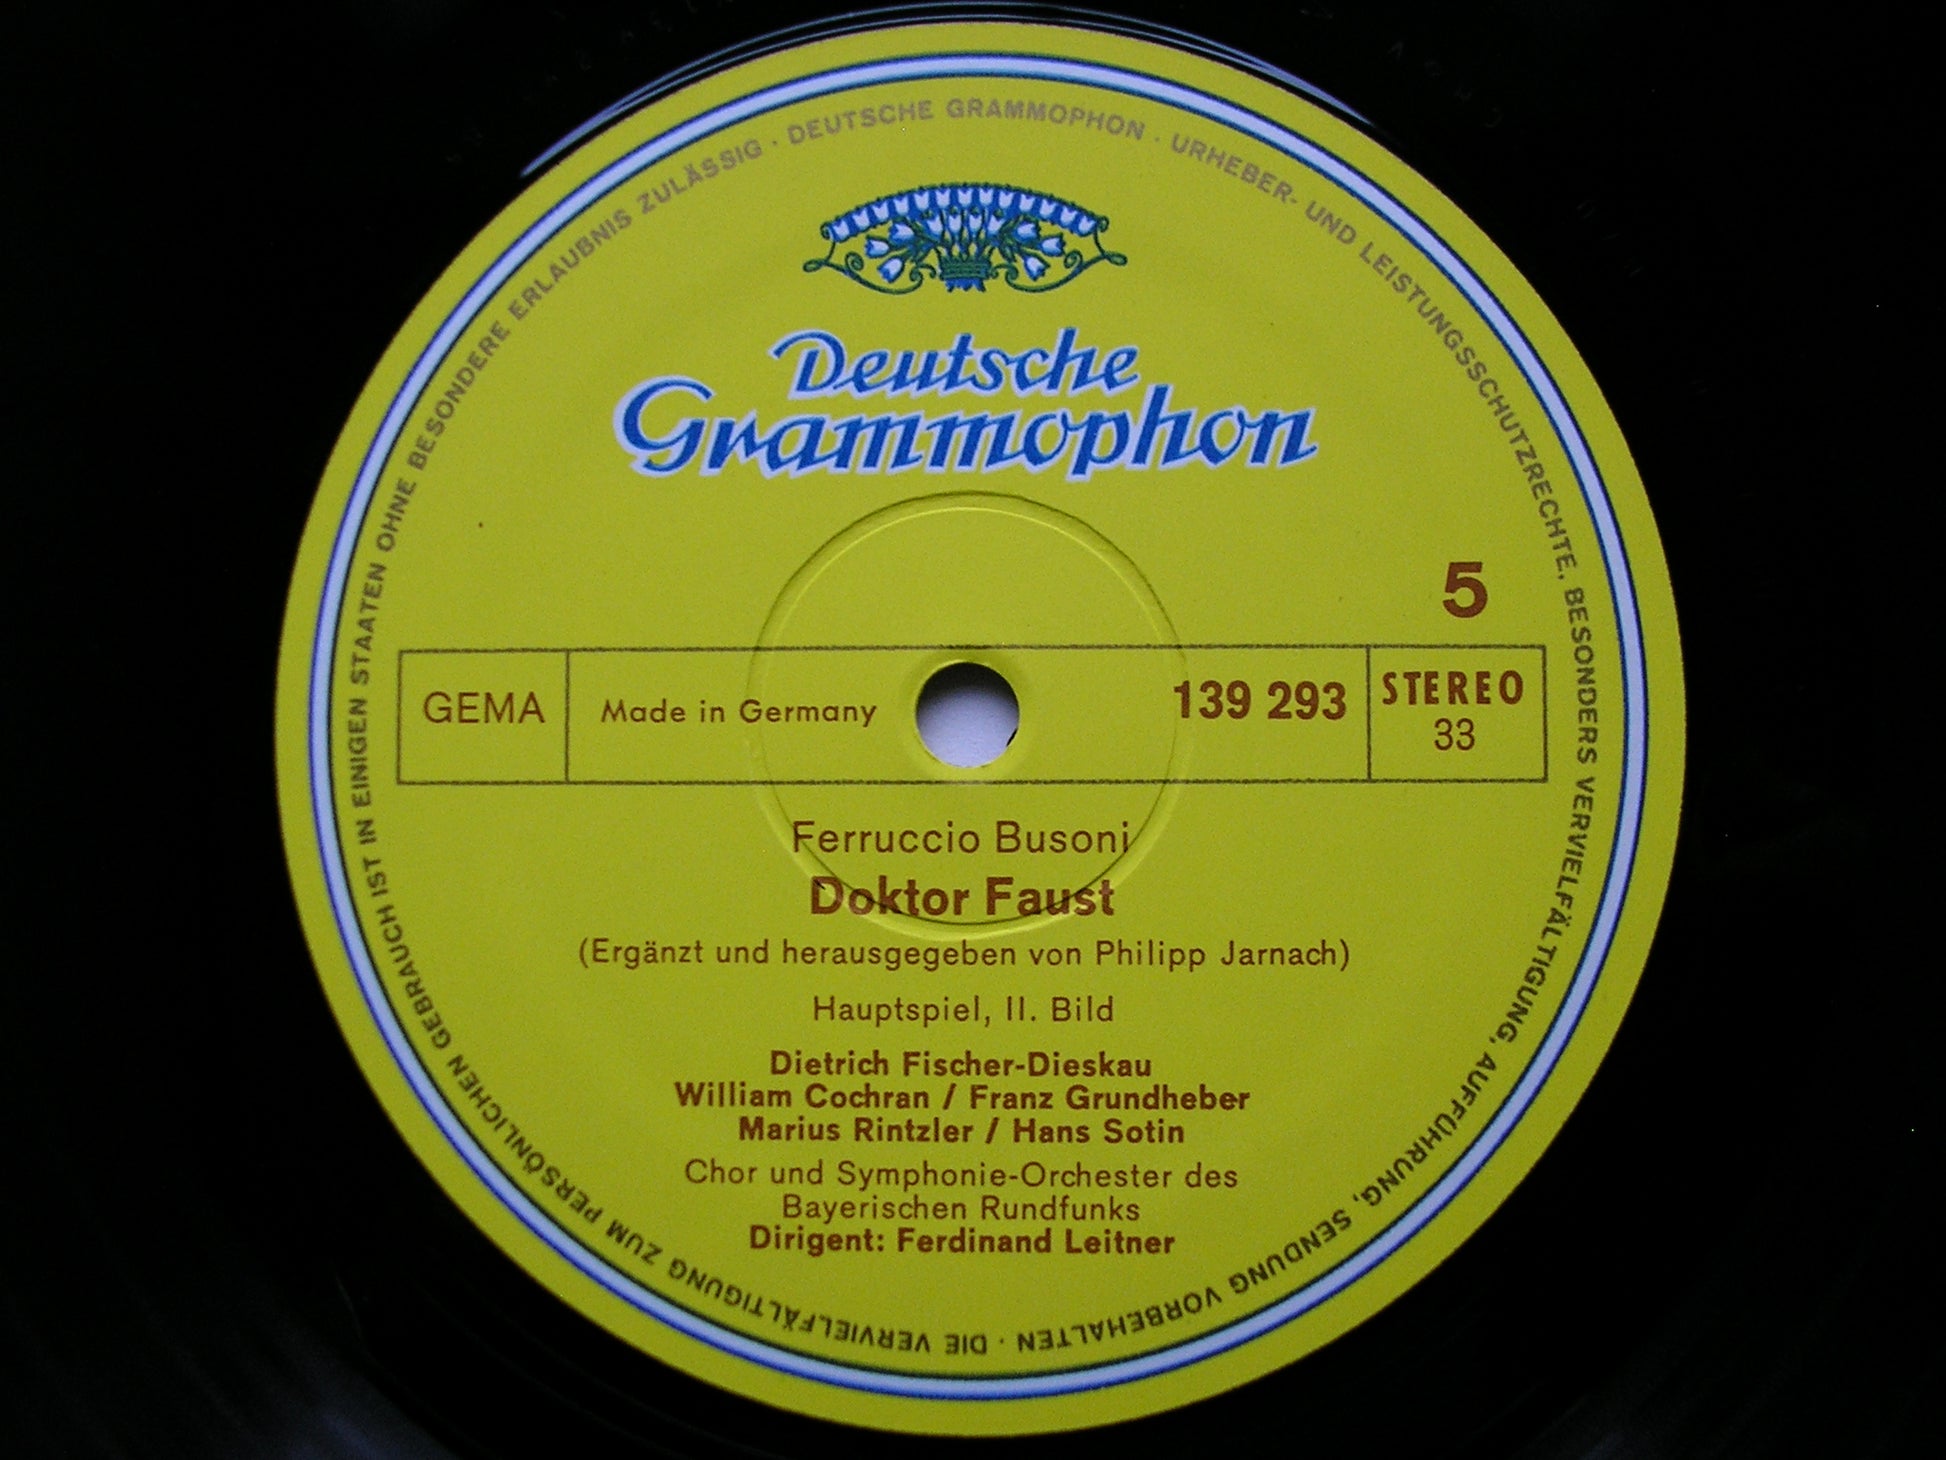 DEUTSCHE GRAMMOPHON · URHEBER- UND LEISTUNGSSCHUTZRECHTE, BESONDERS VERVIELFÄLTIGUNG, AUFFÜHRUNG, SENDUNG VORBEHALTEN · DIE VERVIELFÄLTIGUNG ZUM PERSÖNLICHEN GEBRAUCH IST IN EINIGEN STAATEN OHNE BESONDERE ERLAUBNIS ZULÄSSIG ·
Deutsche
Grammophon
5
GEMA
Made in Germany
139 293
STEREO
33
Ferruccio Busoni
Doktor Faust
(Ergänzt und herausgegeben von Philipp Jarnach)
Hauptspiel, II. Bild
Dietrich Fischer-Dieskau
William Cochran / Franz Grundheber
Marius Rintzler / Hans Sotin
Chor und Symphonie-Orchester des
Bayerischen Rundfunks
Dirigent: Ferdinand Leitner